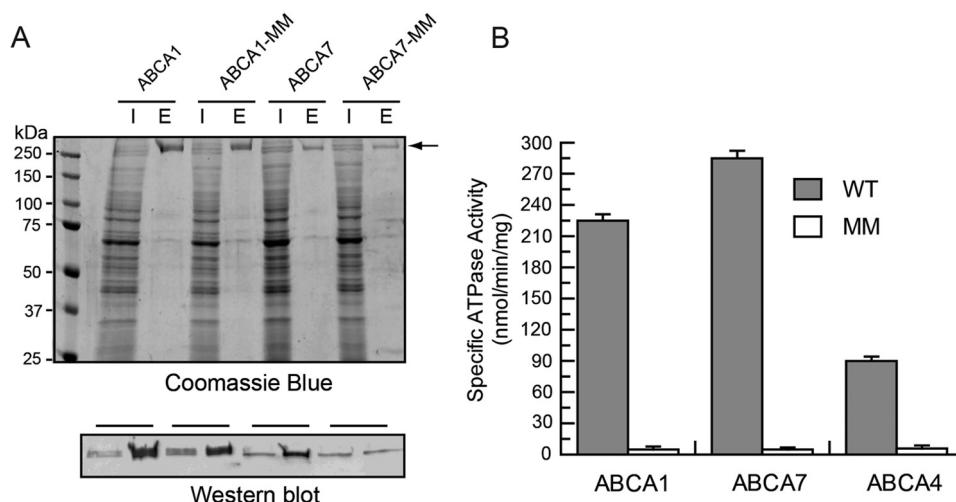 A
ABCA1
ABCA1-MM
ABCA7
ABCA7-MM
I E I E I E I E
kDa
250
150
100
75
50
37
25
Coomassie Blue
Western blot
B
Specific ATPase Activity
(nmol/min/mg)
300
270
240
210
180
150
120
90
60
30
0
WT
MM
ABCA1 ABCA7 ABCA4